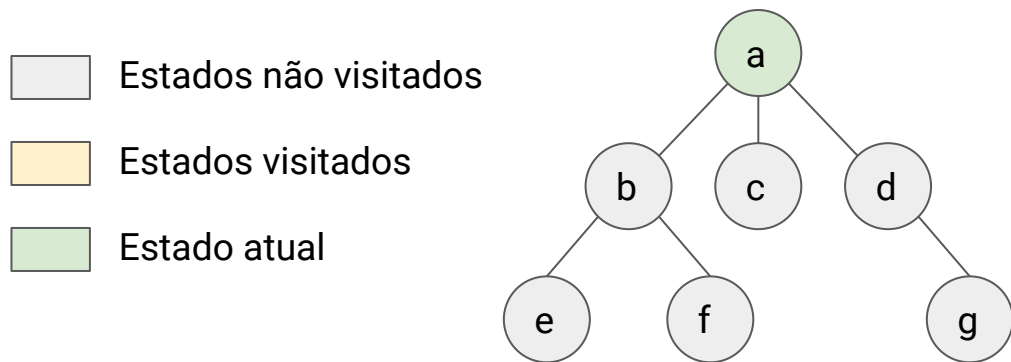 Estados não visitados
Estados visitados
Estado atual
a
b c d
e f g